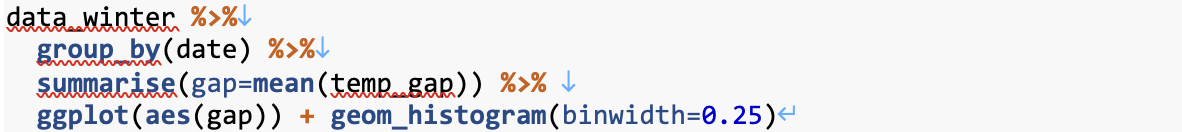 data_winter %>%↓
group_by(date) %>%↓
summarise(gap=mean(temp_gap)) %>% ↓
ggplot(aes(gap)) + geom_histogram(binwidth=0.25)↵